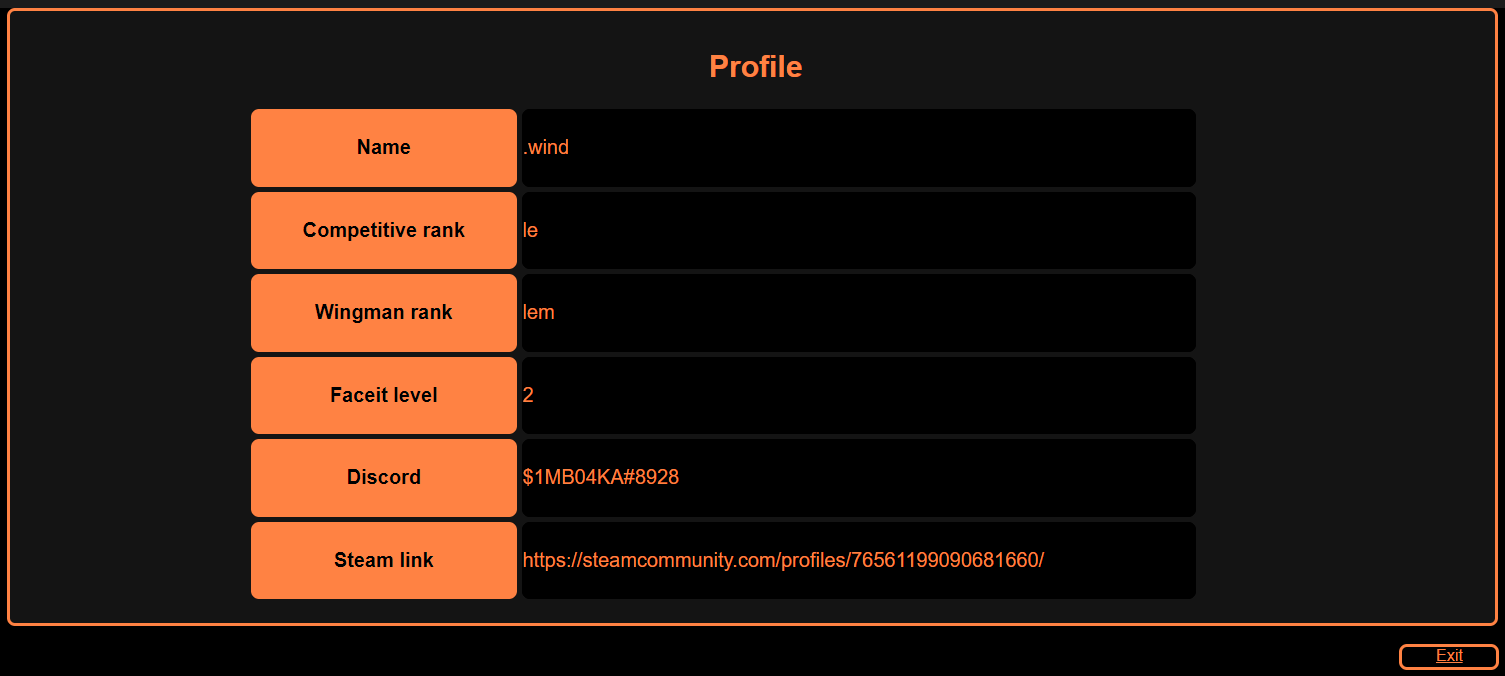 Profile
Name .wind
Competitive rank le
Wingman rank lem
Faceit level 2
Discord $1MB04KA#8928
Steam link https://steamcommunity.com/profiles/76561199090681660/
Exit